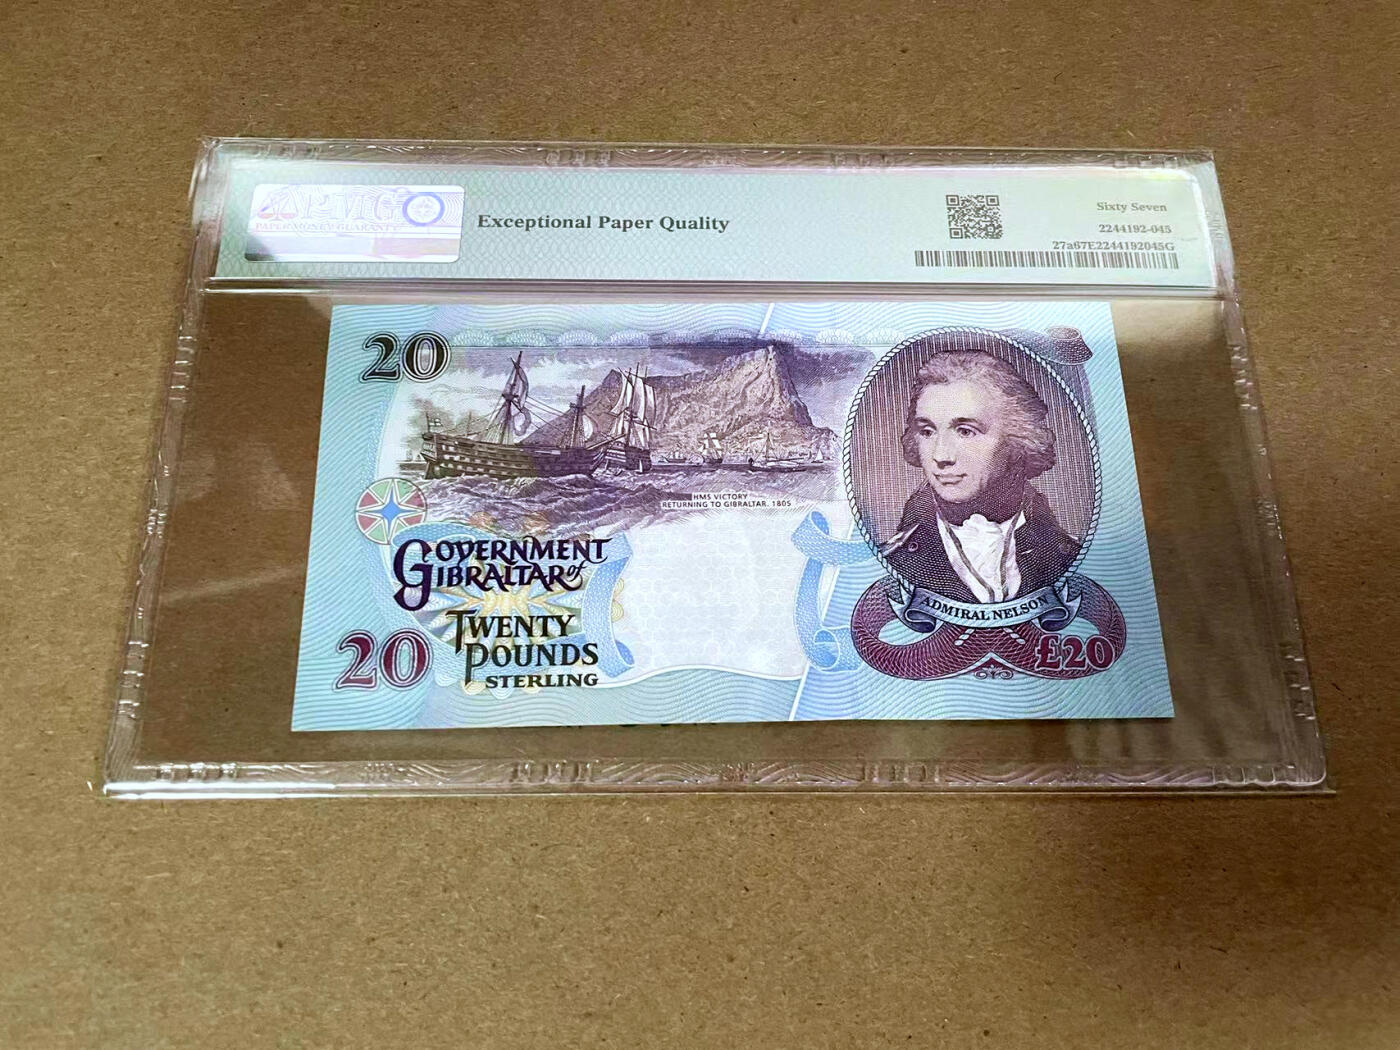 PMG
PAPER MONEY GUARANTY
Exceptional Paper Quality
Sixty Seven
2244192-045
27a67E2244192045G
20
HMS VICTORY
RETURNING TO GIBRALTAR. 1805
GOVERNMENT
of
GIBRALTAR
TWENTY
POUNDS
STERLING
20
ADMIRAL NELSON
£20